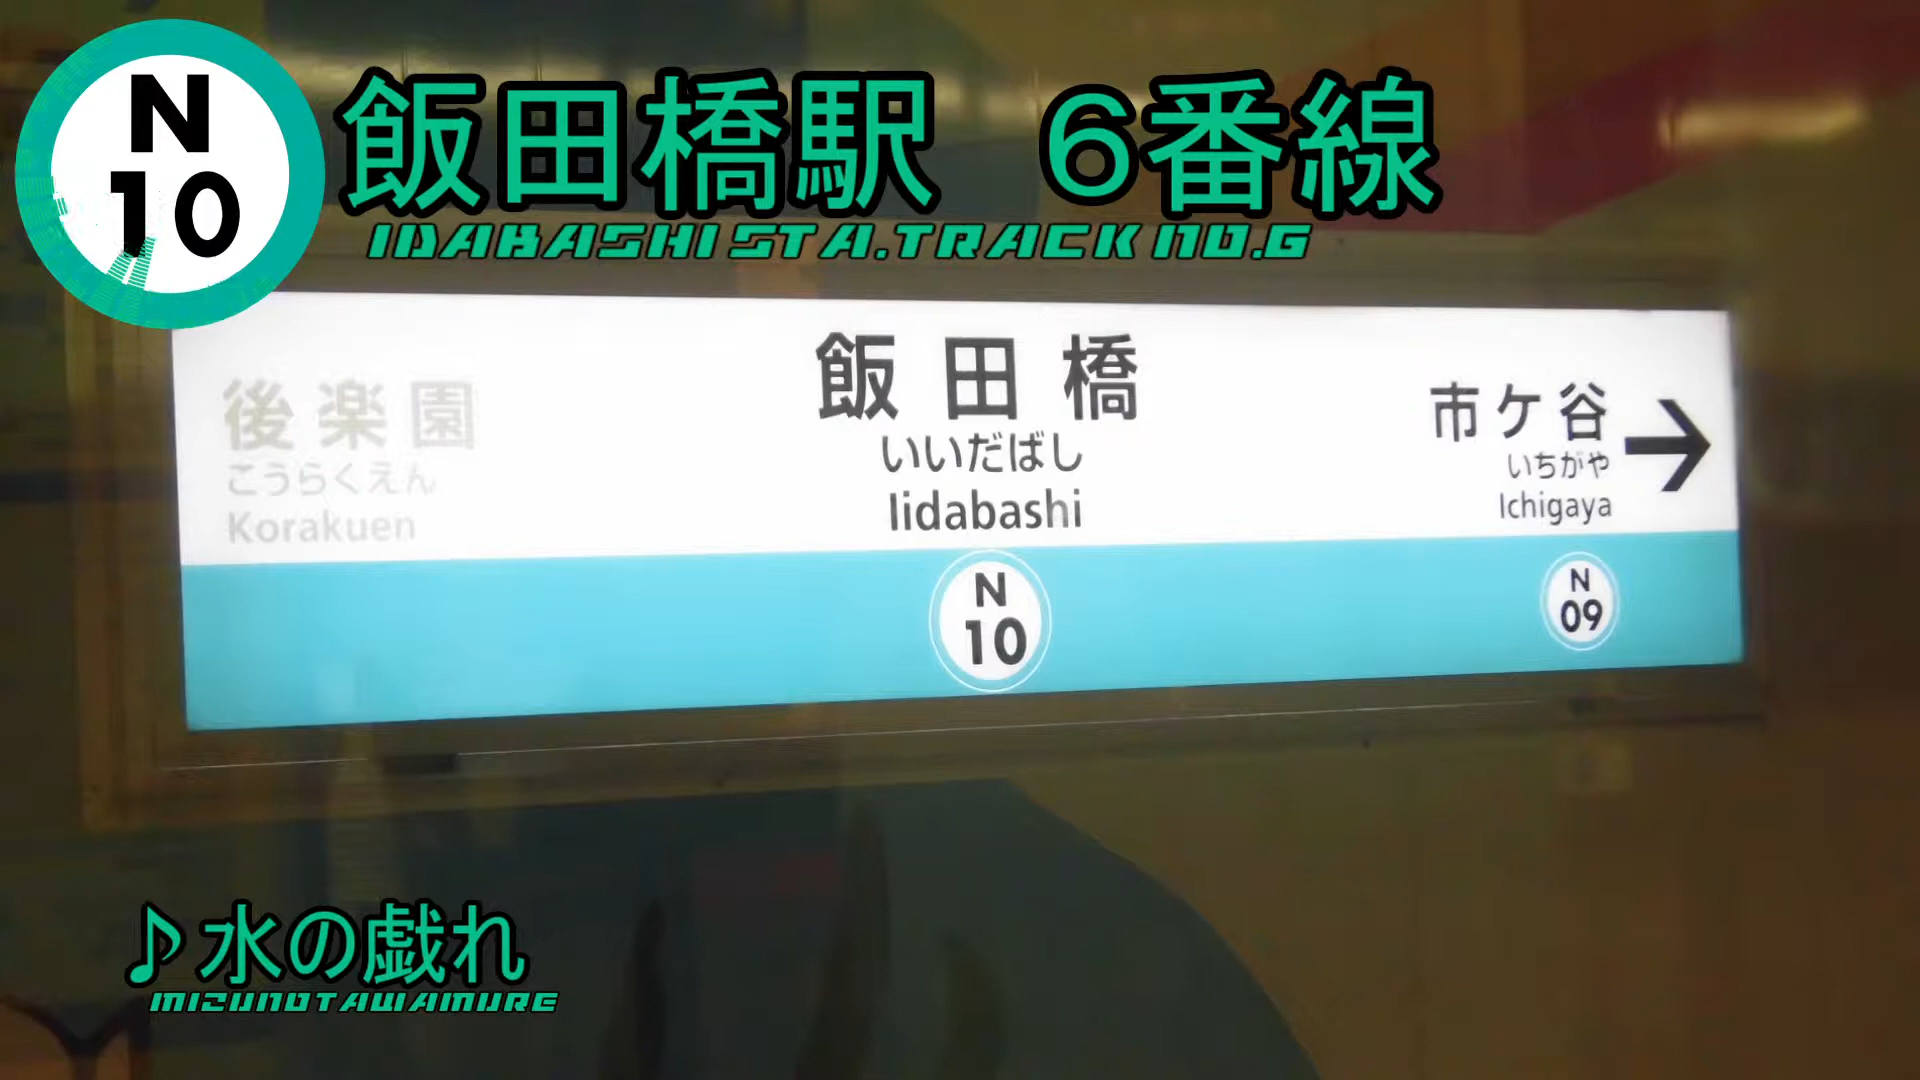 N
10
飯田橋駅　6番線
IDABASHI STA.TRACK NO.6
後楽園
こうらくえん
Korakuen
飯田橋
いいだばし
Iidabashi
市ケ谷
いちがや
Ichigaya
→
N
10
N
09
♪水の戯れ
MIZUNOTAWAMURE